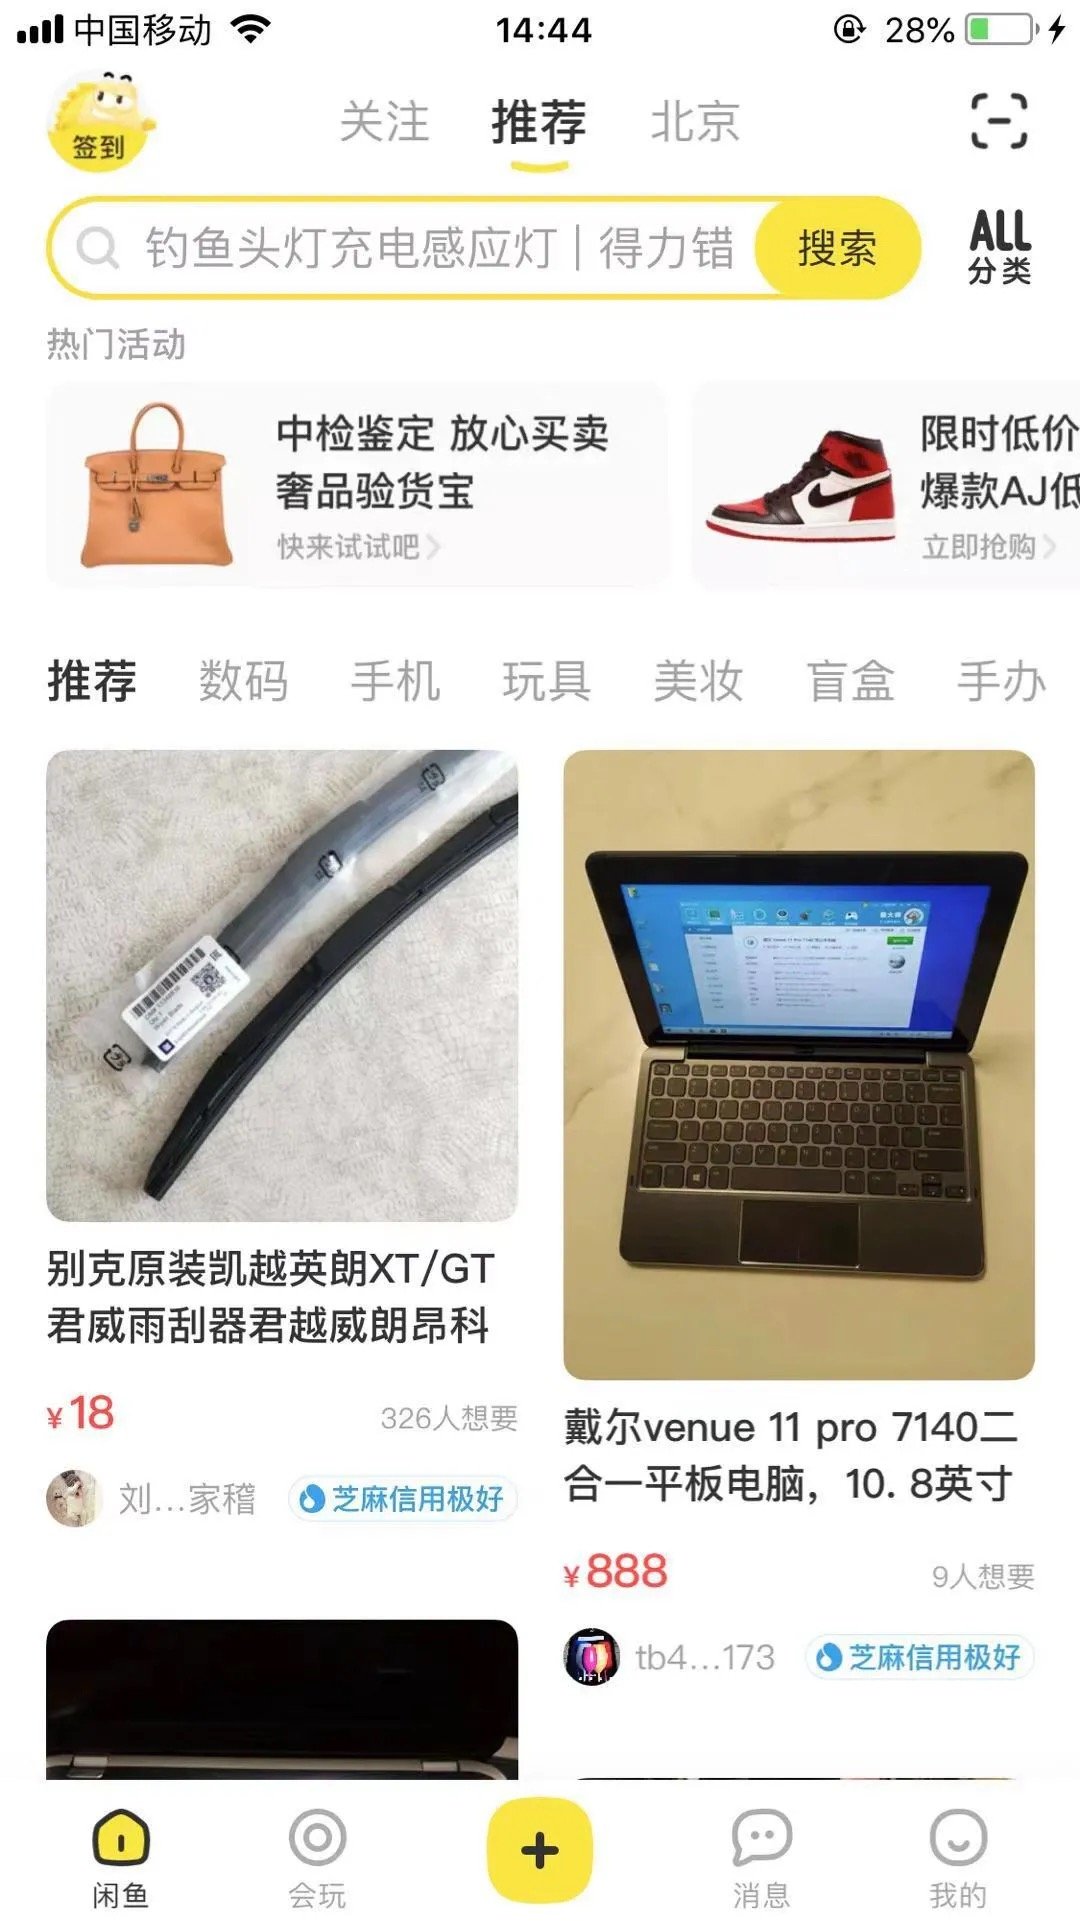 中国移动
14:44
28%
签到
关注
推荐
北京
钓鱼头灯充电感应灯 | 得力错
搜索
ALL
分类
热门活动
中检鉴定 放心买卖
奢品验货宝
快来试试吧
限时低价
爆款AJ低
立即抢购
推荐
数码
手机
玩具
美妆
盲盒
手办
别克原装凯越英朗XT/GT
君威雨刮器君越威朗昂科
¥18
326人想要
刘…家稽
芝麻信用极好
戴尔venue 11 pro 7140二
合一平板电脑，10. 8英寸
¥888
9人想要
tb4…173
芝麻信用极好
闲鱼
会玩
消息
我的